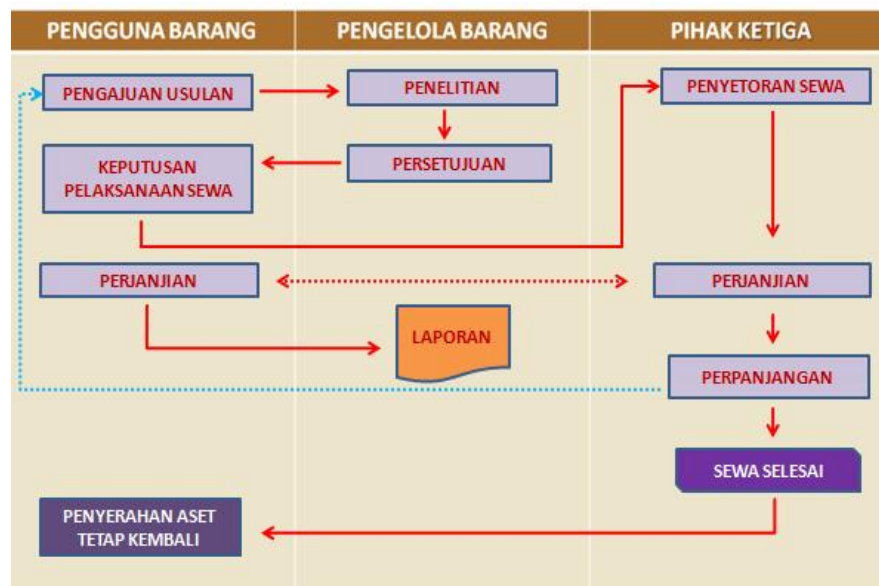 PENGGUNA BARANG
PENGELOLA BARANG
PIHAK KETIGA
PENGAJUAN USULAN
PENELITIAN
PENYETORAN SEWA
KEPUTUSAN
PELAKSANAAN SEWA
PERSETUJUAN
PERJANJIAN
PERJANJIAN
LAPORAN
PERPANJANGAN
SEWA SELESAI
PENYERAHAN ASET
TETAP KEMBALI